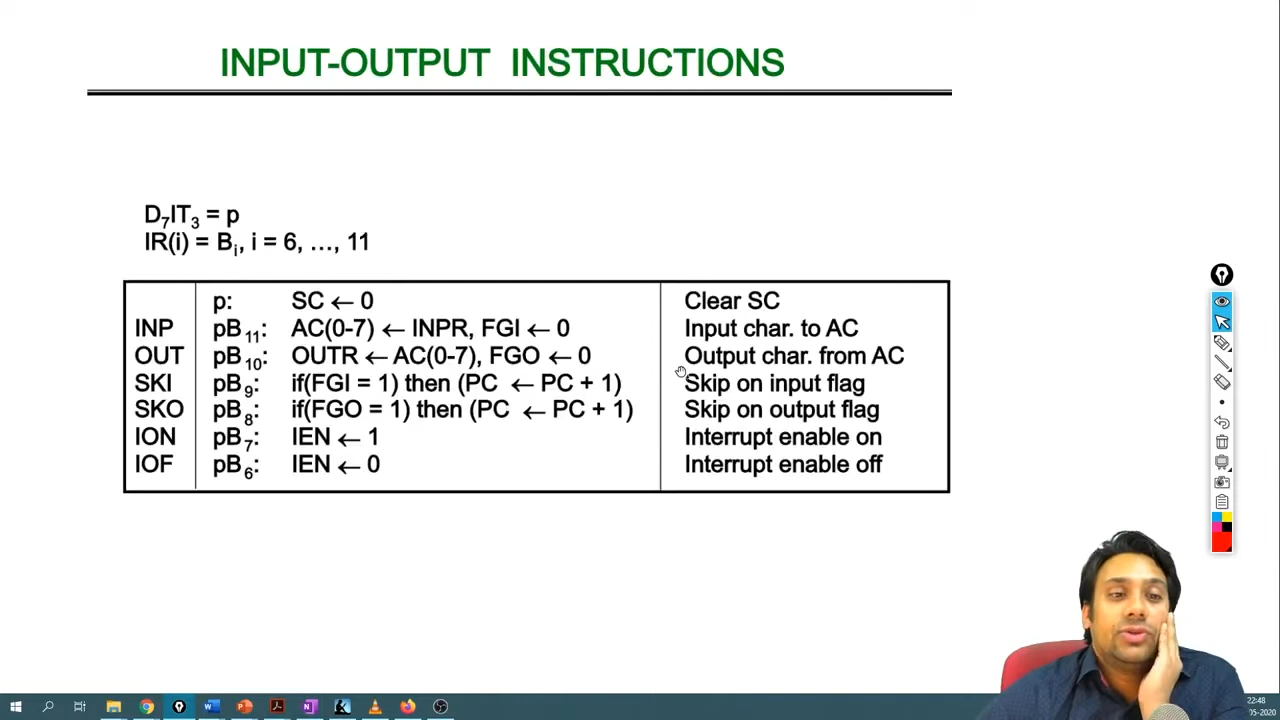 INPUT-OUTPUT INSTRUCTIONS
D₇IT₃ = p
IR(i) = Bᵢ, i = 6, …, 11
p: SC ← 0 Clear SC
INP pB₁₁: AC(0-7) ← INPR, FGI ← 0 Input char. to AC
OUT pB₁₀: OUTR ← AC(0-7), FGO ← 0 Output char. from AC
SKI pB₉: if(FGI = 1) then (PC ← PC + 1) Skip on input flag
SKO pB₈: if(FGO = 1) then (PC ← PC + 1) Skip on output flag
ION pB₇: IEN ← 1 Interrupt enable on
IOF pB₆: IEN ← 0 Interrupt enable off
22:48
05-2020